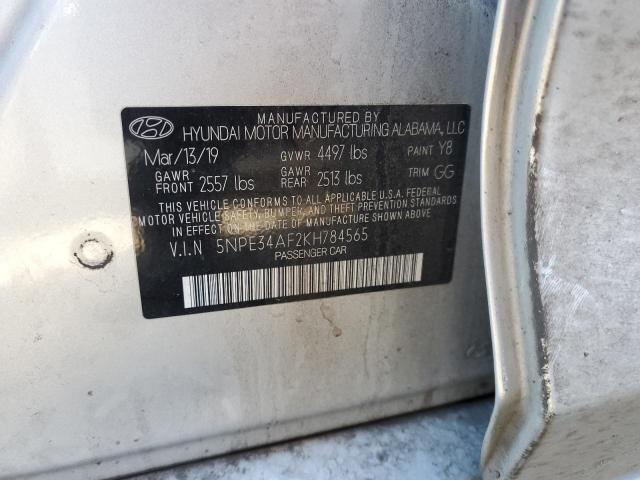 MANUFACTURED BY
HYUNDAI MOTOR MANUFACTURING ALABAMA, LLC
Mar/13/19 GVWR 4497 lbs PAINT Y8
GAWR FRONT 2557 lbs GAWR REAR 2513 lbs TRIM GG
THIS VEHICLE CONFORMS TO ALL APPLICABLE U.S.A. FEDERAL
MOTOR VEHICLE SAFETY, BUMPER, AND THEFT PREVENTION STANDARDS
IN EFFECT ON THE DATE OF MANUFACTURE SHOWN ABOVE
V.I.N 5NPE34AF2KH784565
PASSENGER CAR